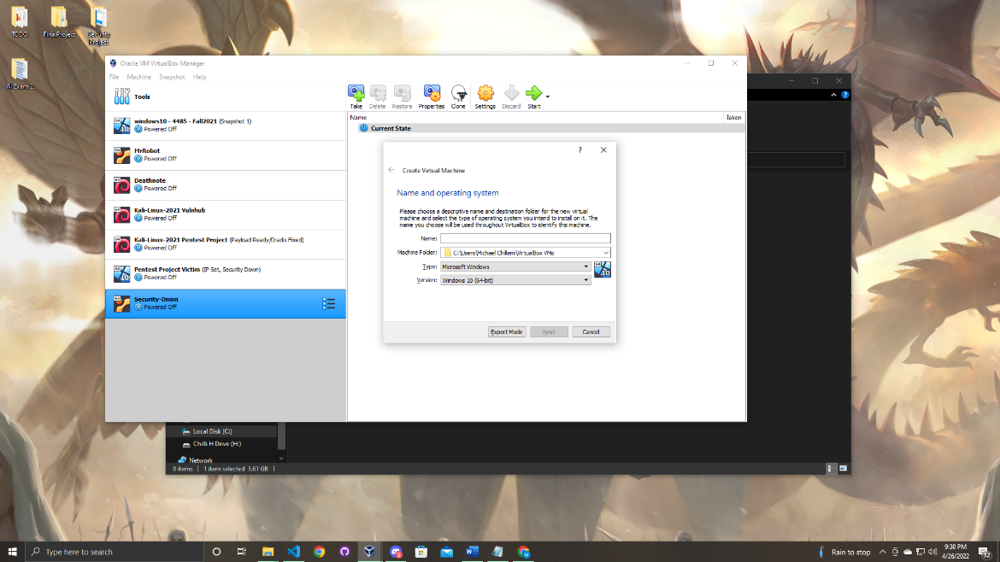 TODO
FinalProject
Security
Project
AI Exam 2
Oracle VM VirtualBox Manager
File Machine Snapshot Help
Tools
windows10 - 4485 - Fall2021 (Snapshot 1)
Powered Off
MrRobot
Powered Off
Deathnote
Powered Off
Kali-Linux-2021 Vulnhub
Powered Off
Kali-Linux-2021 Pentest Project (Payload Ready/Dradis Fixed)
Powered Off
Pentest Project Victim (IP Set, Security Down)
Powered Off
Security-Onion
Powered Off
Take Delete Restore Properties Clone Settings Discard Start
Name Taken
Current State
?
Create Virtual Machine
Name and operating system
Please choose a descriptive name and destination folder for the new virtual
machine and select the type of operating system you intend to install on it. The
name you choose will be used throughout VirtualBox to identify this machine.
Name:
Machine Folder: C:\Users\Michael Chillemi\VirtualBox VMs
Type: Microsoft Windows
Version: Windows 10 (64-bit)
Expert Mode Next Cancel
Local Disk (C:)
Chilli H Drive (H:)
Network
8 items 1 item selected 3.61 GB
Type here to search
Rain to stop
9:30 PM
4/26/2022
32